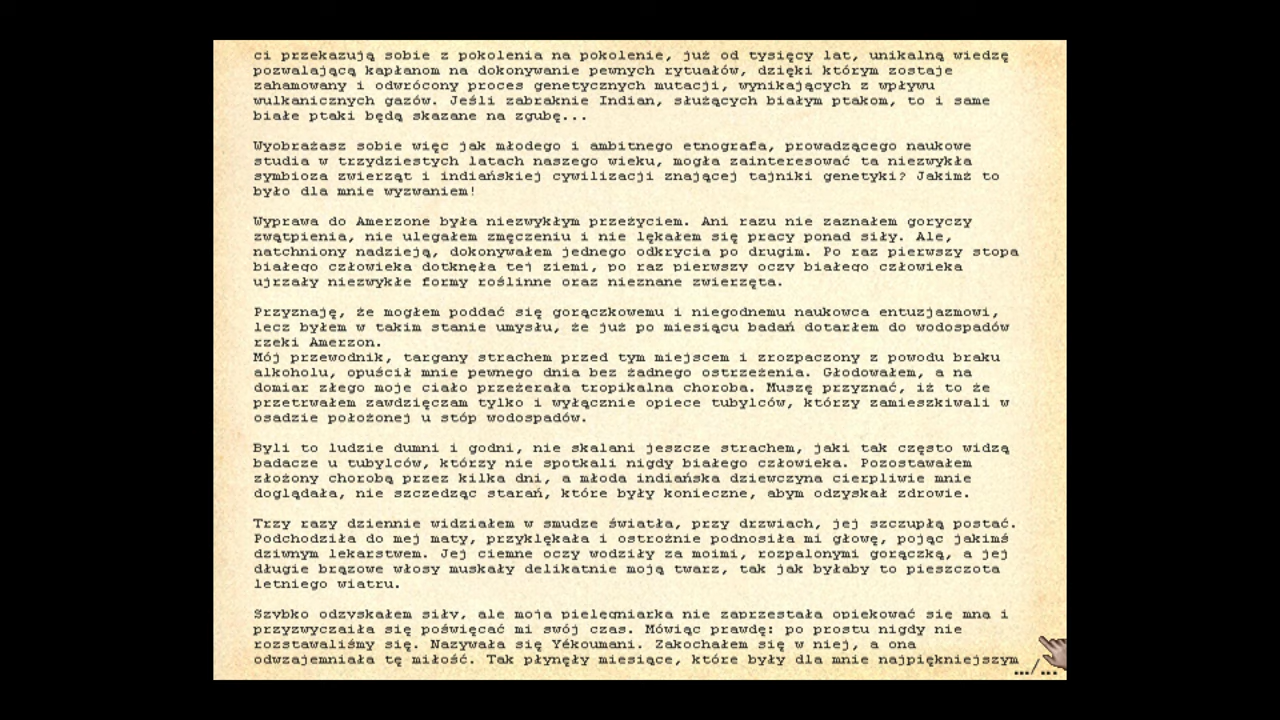 ci przekazują sobie z pokolenia na pokolenie, już od tysięcy lat, unikalną wiedzę
pozwalającą kapłanom na dokonywanie pewnych rytuałów, dzięki którym zostaje
zahamowany i odwrócony proces genetycznych mutacji, wynikających z wpływu
wulkanicznych gazów. Jeśli zabraknie Indian, służących białym ptakom, to i same
białe ptaki będą skazane na zgubę...
Wyobrażasz sobie więc jak młodego i ambitnego etnografa, prowadzącego naukowe
studia w trzydziestych latach naszego wieku, mogła zainteresować ta niezwykła
symbioza zwierząt i indiańskiej cywilizacji znającej tajniki genetyki? Jakimż to
było dla mnie wyzwaniem!
Wyprawa do Amerzone była niezwykłym przeżyciem. Ani razu nie zaznałem goryczy
zwątpienia, nie ulegałem zmęczeniu i nie lękałem się pracy ponad siły. Ale,
natchniony nadzieją, dokonywałem jednego odkrycia po drugim. Po raz pierwszy stopa
białego człowieka dotknęła tej ziemi, po raz pierwszy oczy białego człowieka
ujrzały niezwykłe formy roślinne oraz nieznane zwierzęta.
Przyznaję, że mogłem poddać się gorączkowemu i niegodnemu naukowca entuzjazmowi,
lecz byłem w takim stanie umysłu, że już po miesiącu badań dotarłem do wodospadów
rzeki Amerzon.
Mój przewodnik, targany strachem przed tym miejscem i zrozpaczony z powodu braku
alkoholu, opuścił mnie pewnego dnia bez żadnego ostrzeżenia. Głodowałem, a na
domiar złego moje ciało przeżerała tropikalna choroba. Muszę przyznać, iż to że
przetrwałem zawdzięczam tylko i wyłącznie opiece tubylców, którzy zamieszkiwali w
osadzie położonej u stóp wodospadów.
Byli to ludzie dumni i godni, nie skalani jeszcze strachem, jaki tak często widzą
badacze u tubylców, którzy nie spotkali nigdy białego człowieka. Pozostawałem
złożony chorobą przez kilka dni, a młoda indiańska dziewczyna cierpliwie mnie
doglądała, nie szczedząc starań, które były konieczne, abym odzyskał zdrowie.
Trzy razy dziennie widziałem w smudze światła, przy drzwiach, jej szczupłą postać.
Podchodziła do mej maty, przyklękała i ostrożnie podnosiła mi głowę, pojąc jakimś
dziwnym lekarstwem. Jej ciemne oczy wodziły za moimi, rozpalonymi gorączką, a jej
długie brązowe włosy muskały delikatnie moją twarz, tak jak byłaby to pieszczota
letniego wiatru.
Szybko odzyskałem siły, ale moja pielęgniarka nie zaprzestała opiekować się mną i
przyzwyczaiła się poświęcać mi swój czas. Mówiąc prawdę: po prostu nigdy nie
rozstawaliśmy się. Nazywała się Yékoumani. Zakochałem się w niej, a ona
odwzajemniała tę miłość. Tak płynęły miesiące, które były dla mnie najpiękniejszym
.../...